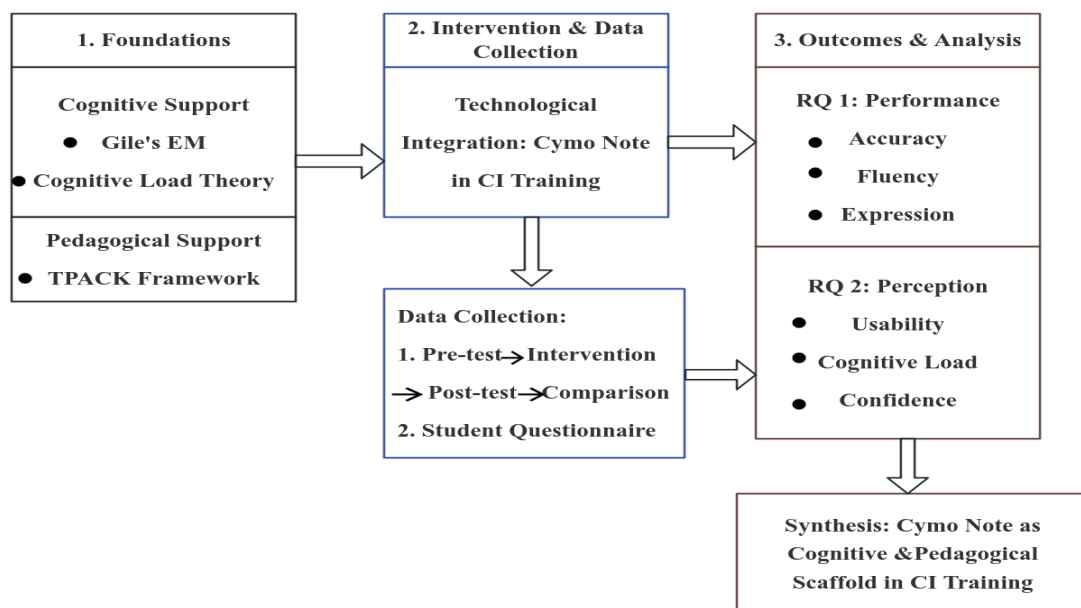 1. Foundations
Cognitive Support
● Gile's EM
● Cognitive Load Theory
Pedagogical Support
● TPACK Framework
2. Intervention & Data
Collection
Technological
Integration: Cymo Note
in CI Training
Data Collection:
1. Pre-test→Intervention
→Post-test→Comparison
2. Student Questionnaire
3. Outcomes & Analysis
RQ 1: Performance
● Accuracy
● Fluency
● Expression
RQ 2: Perception
● Usability
● Cognitive Load
● Confidence
Synthesis: Cymo Note as
Cognitive &Pedagogical
Scaffold in CI Training